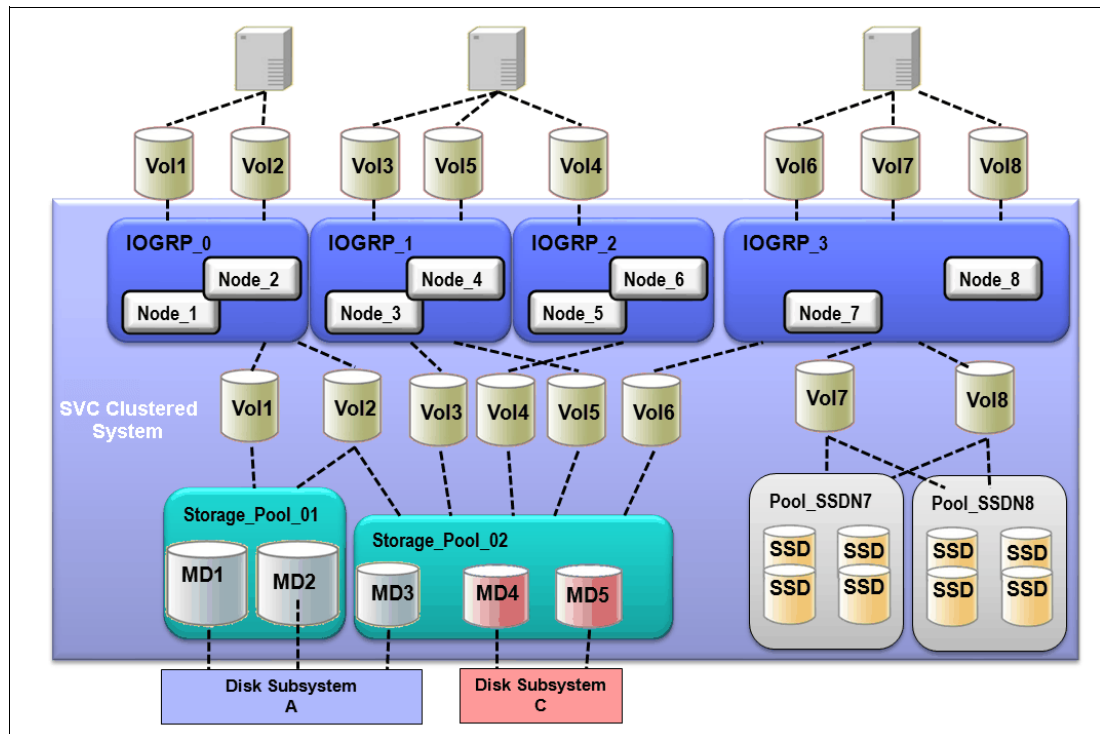 Vol1
Vol2
Vol3
Vol5
Vol4
Vol6
Vol7
Vol8
IOGRP_0
IOGRP_1
IOGRP_2
IOGRP_3
Node_2
Node_4
Node_6
Node_8
Node_1
Node_3
Node_5
Node_7
SVC Clustered
System
Vol1
Vol2
Vol3
Vol4
Vol5
Vol6
Vol7
Vol8
Storage_Pool_01
Storage_Pool_02
Pool_SSDN7
Pool_SSDN8
MD1
MD2
MD3
MD4
MD5
SSD
SSD
SSD
SSD
SSD
SSD
SSD
SSD
Disk Subsystem
A
Disk Subsystem
C